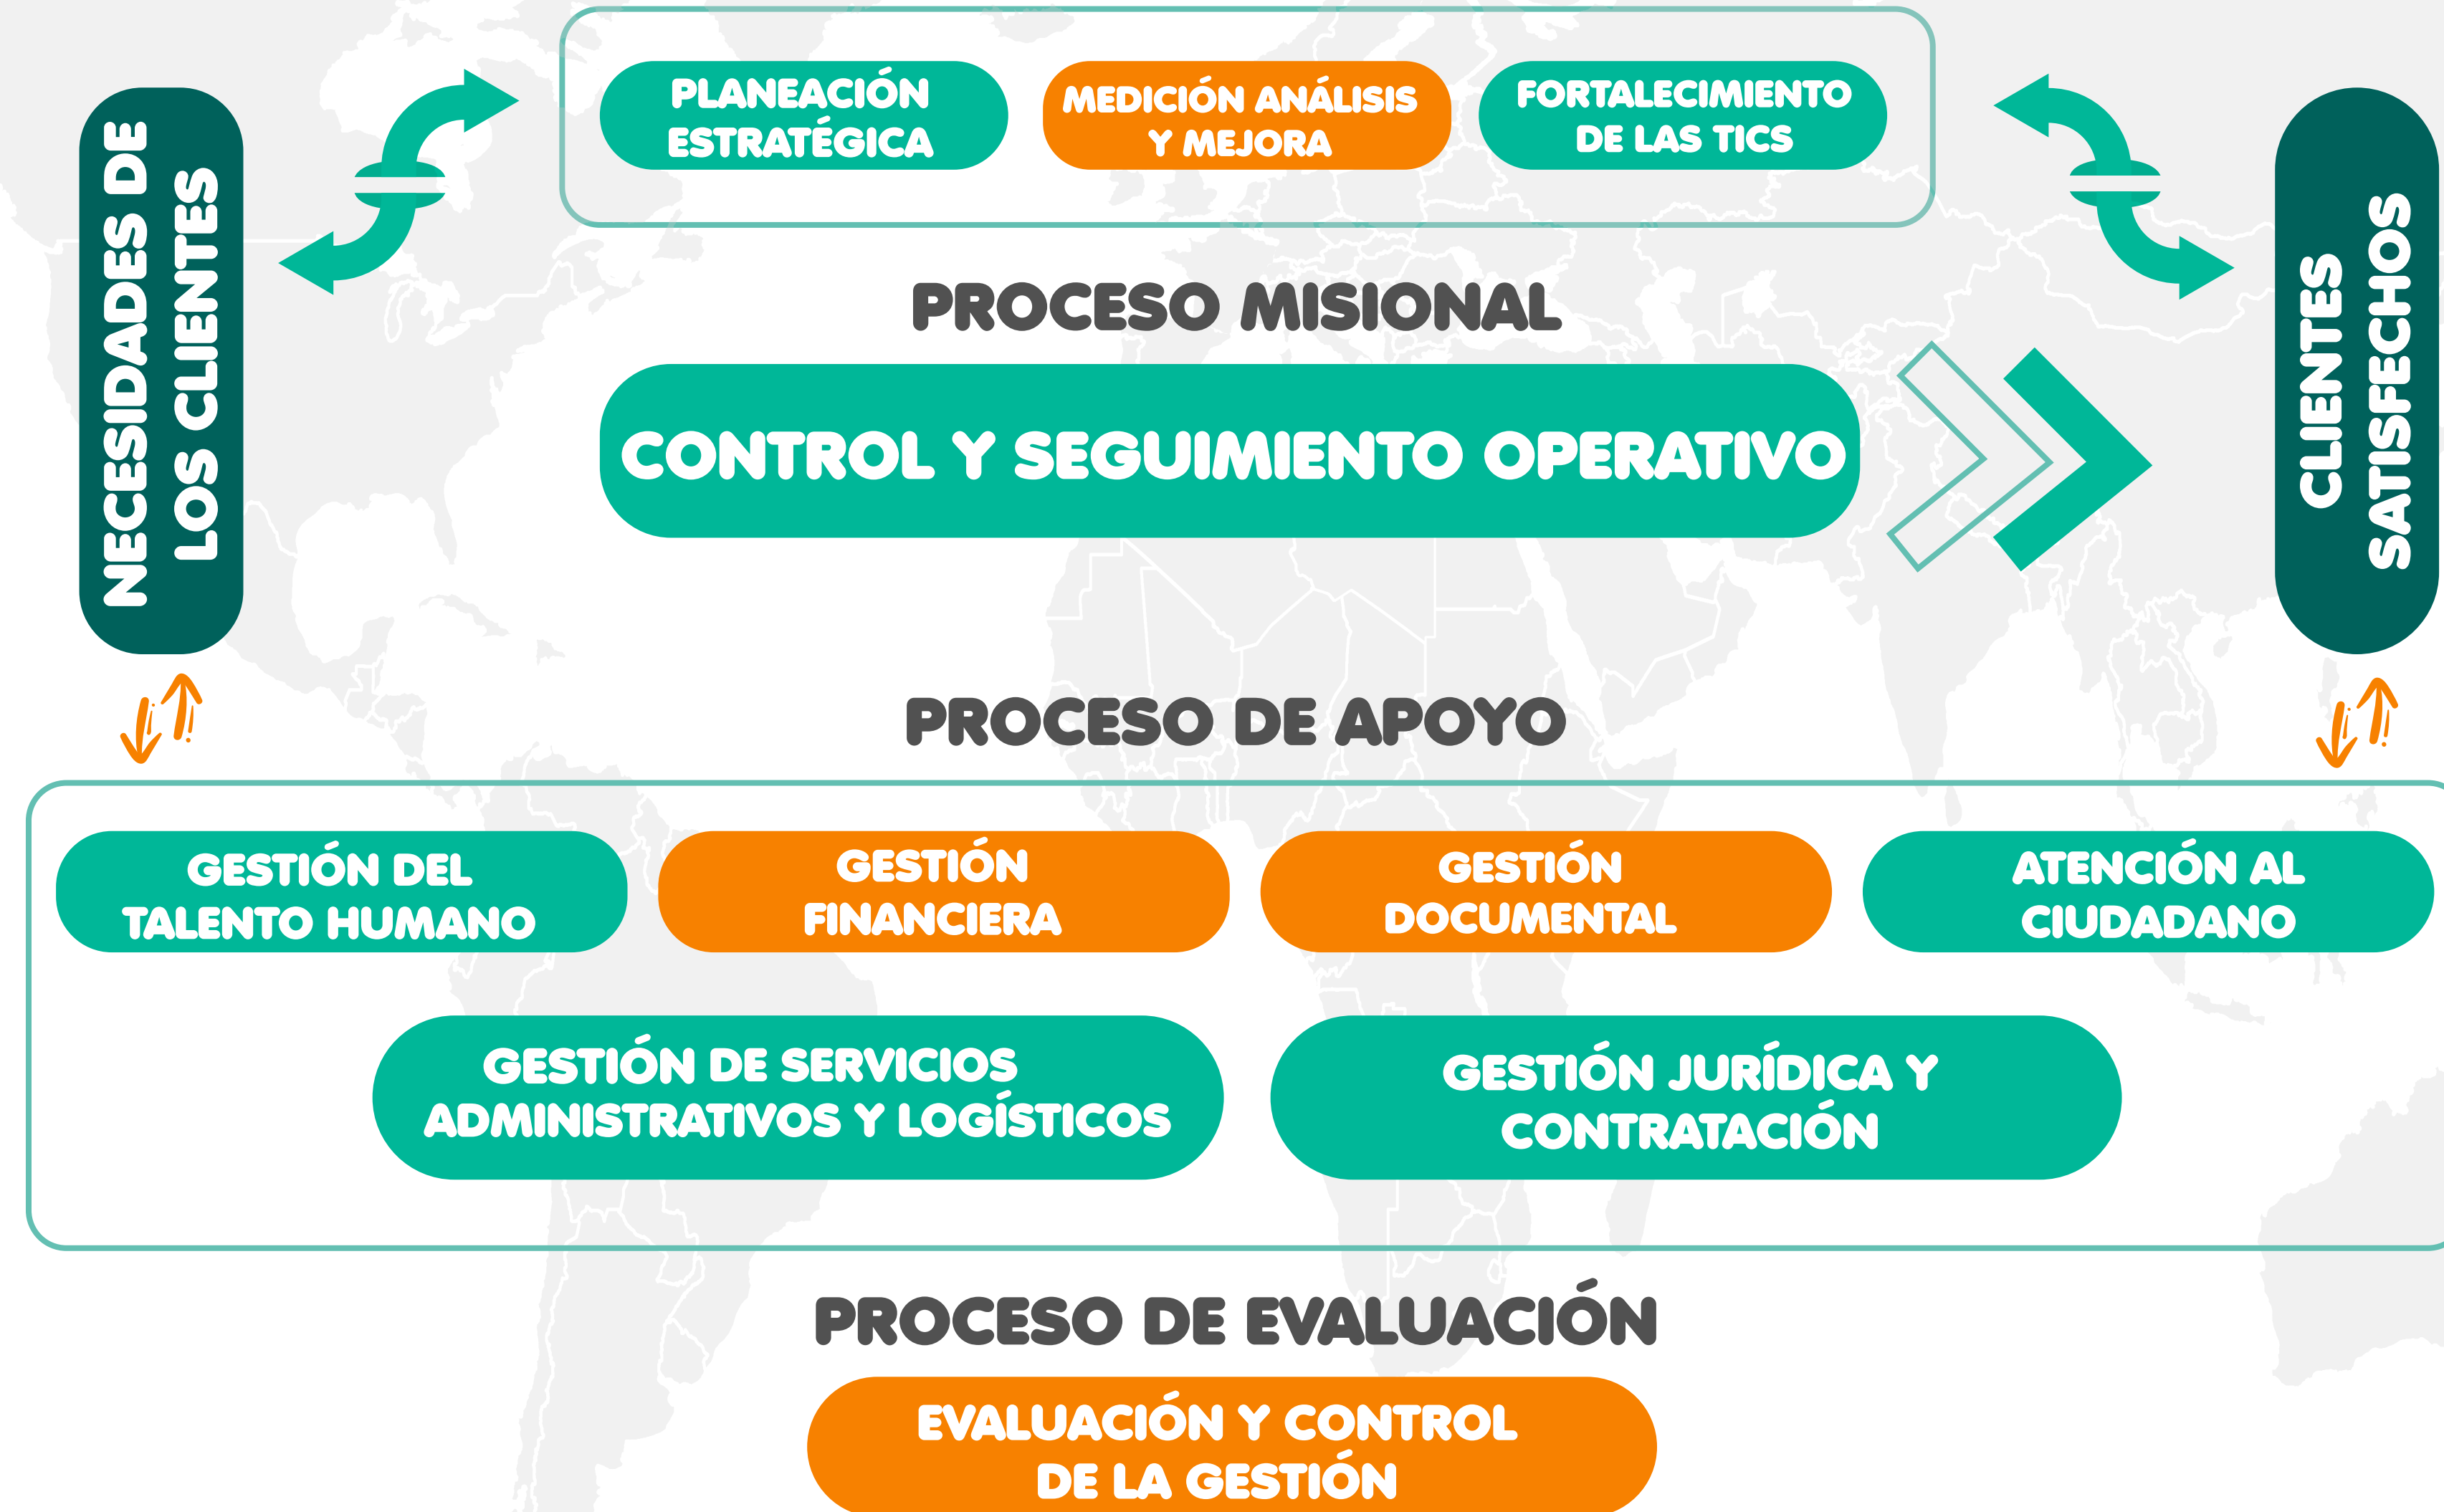 NECESIDADES DE
LOS CLIENTES
PLANEACIÓN
ESTRATÉGICA
MEDICIÓN ANÁLISIS
Y MEJORA
FORTALECIMIENTO
DE LAS TICS
CLIENTES
SATISFECHOS
PROCESO MISIONAL
CONTROL Y SEGUIMIENTO OPERATIVO
PROCESO DE APOYO
GESTIÓN DEL
TALENTO HUMANO
GESTIÓN
FINANCIERA
GESTIÓN
DOCUMENTAL
ATENCIÓN AL
CIUDADANO
GESTIÓN DE SERVICIOS
ADMINISTRATIVOS Y LOGÍSTICOS
GESTIÓN JURÍDICA Y
CONTRATACIÓN
PROCESO DE EVALUACIÓN
EVALUACIÓN Y CONTROL
DE LA GESTIÓN